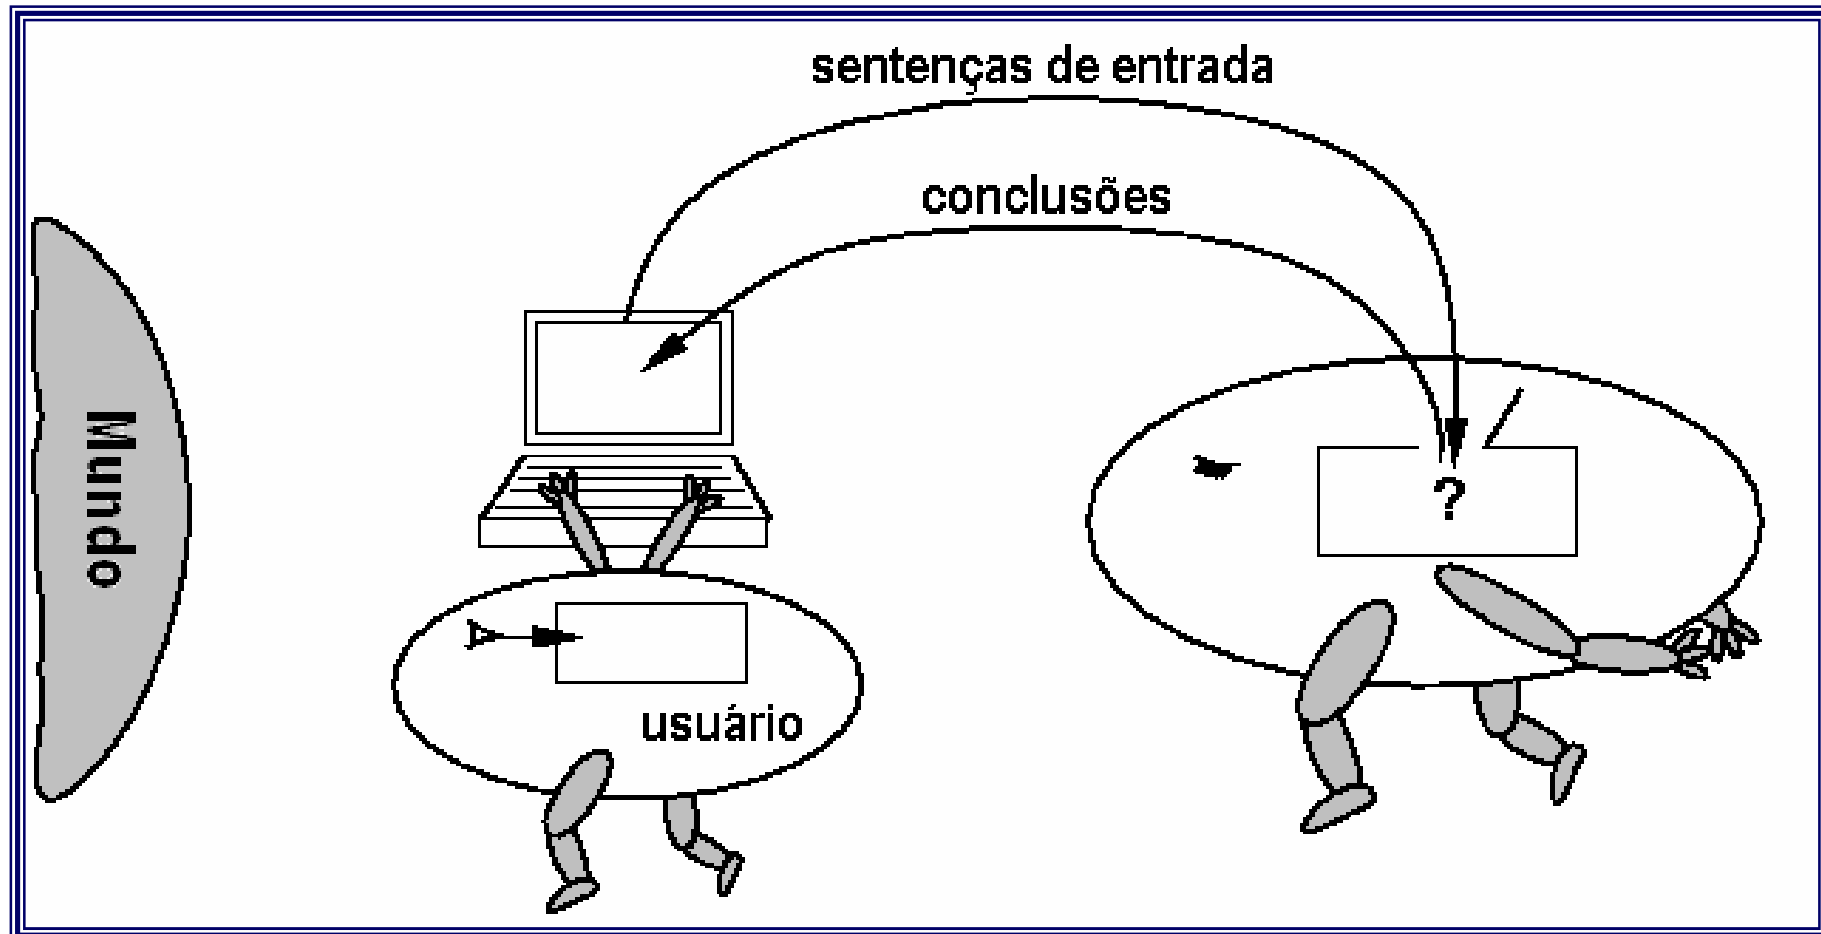 sentenças de entrada
conclusões
Mundo
?
usuário